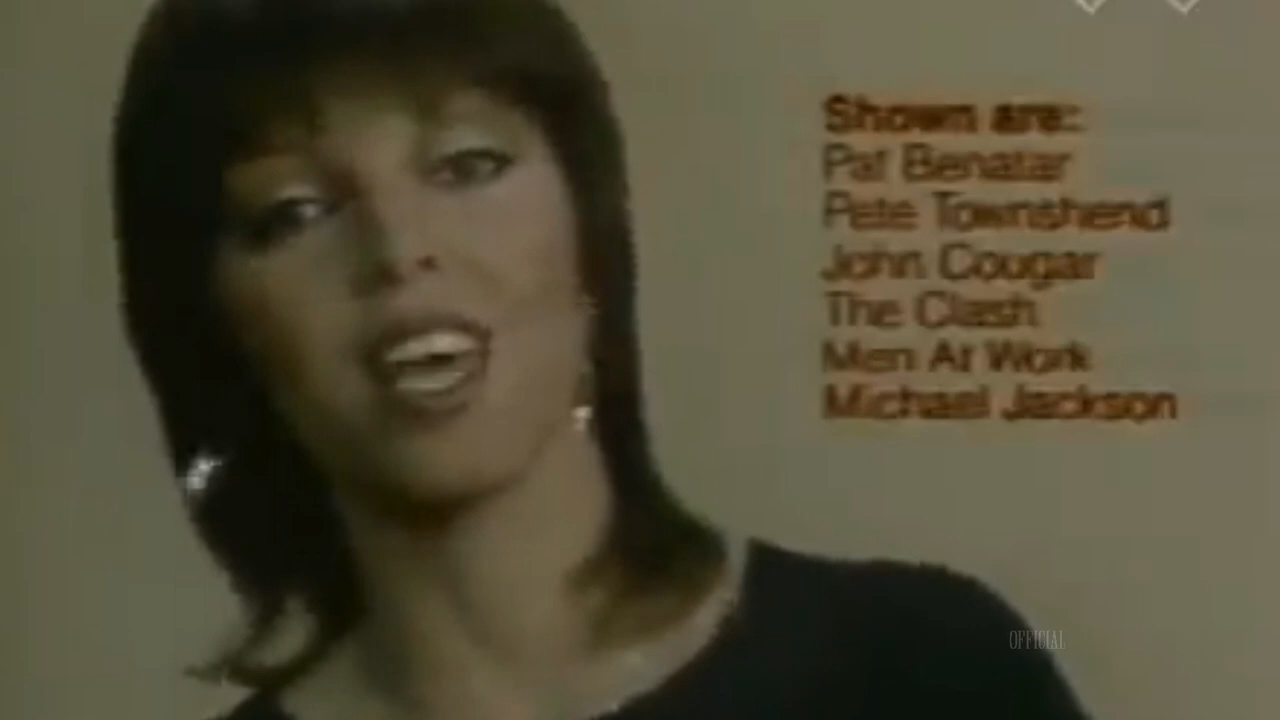 Shown are:
Pat Benatar
Pete Townshend
John Cougar
The Clash
Men At Work
Michael Jackson
OFFICIAL